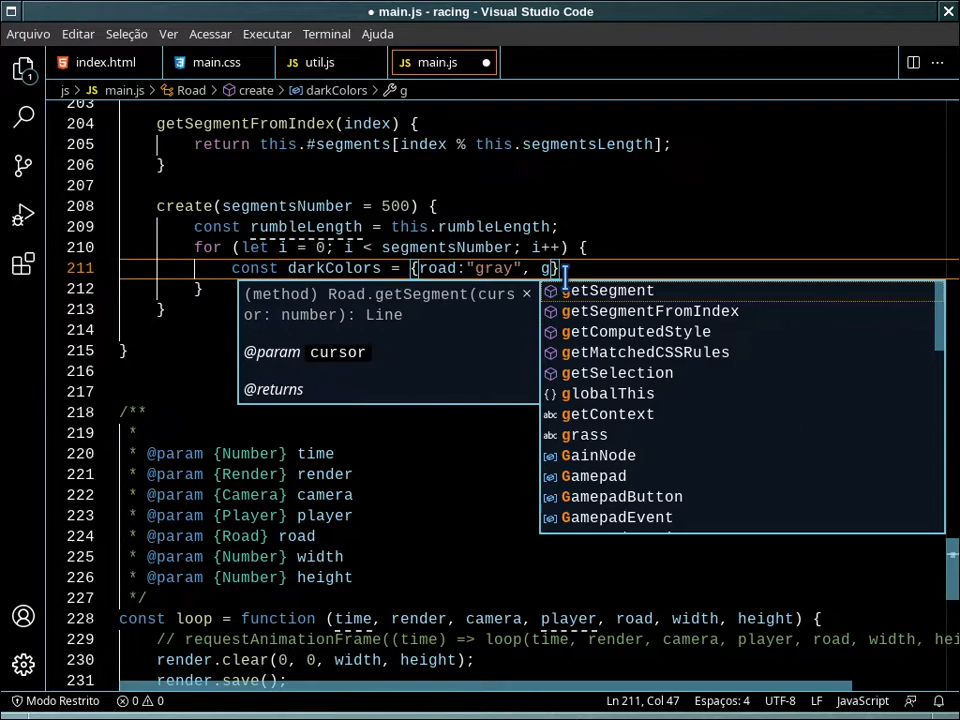 ● main.js - racing - Visual Studio Code
Arquivo Editar Seleção Ver Acessar Executar Terminal Ajuda
index.html main.css util.js main.js
js > main.js > Road > create > darkColors > g
1
203
204 getSegmentFromIndex(index) {
205 return this.#segments[index % this.segmentsLength];
206 }
207
208 create(segmentsNumber = 500) {
209 const rumbleLength = this.rumbleLength;
210 for (let i = 0; i < segmentsNumber; i++) {
211 const darkColors = {road:"gray", g}
212 }
213 }
214
215 }
216
217
218 /**
219 *
220 * @param {Number} time
221 * @param {Render} render
222 * @param {Camera} camera
223 * @param {Player} player
224 * @param {Road} road
225 * @param {Number} width
226 * @param {Number} height
227 */
228 const loop = function (time, render, camera, player, road, width, height) {
229 // requestAnimationFrame((time) => loop(time, render, camera, player, road, width, hei
230 render.clear(0, 0, width, height);
231 render.save();
(method) Road.getSegment(curs
or: number): Line
@param cursor
@returns
getSegment
getSegmentFromIndex
getComputedStyle
getMatchedCSSRules
getSelection
globalThis
getContext
grass
GainNode
Gamepad
GamepadButton
GamepadEvent
Modo Restrito 0 0 Ln 211, Col 47 Espaços: 4 UTF-8 LF JavaScript